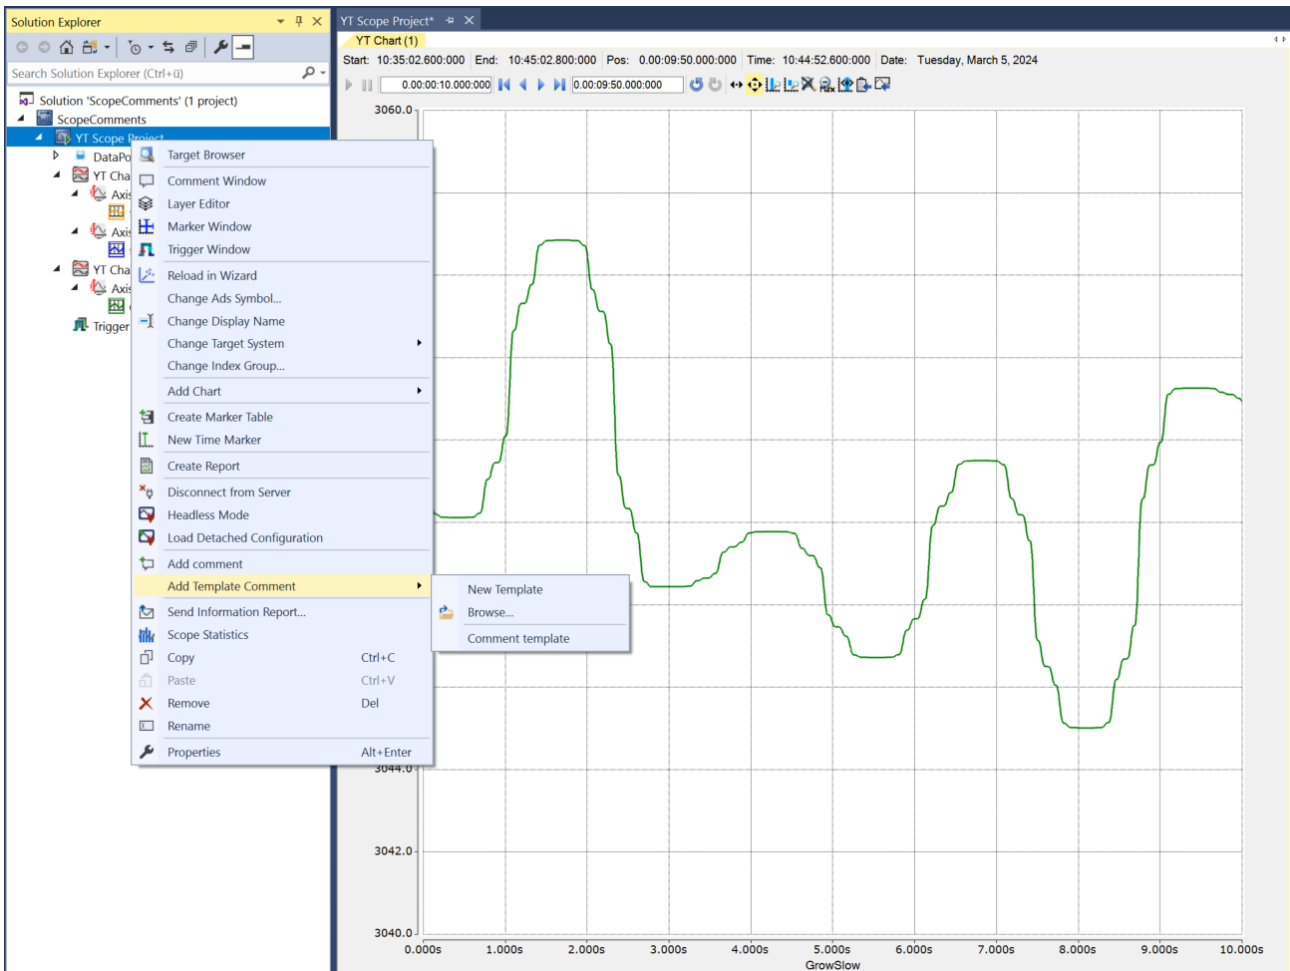 Solution Explorer
Search Solution Explorer (Ctrl+ü)
Solution 'ScopeComments' (1 project)
ScopeComments
YT Scope Project
DataPo
YT Cha
Axis
Axis
YT Cha
Axis
Trigger
Target Browser
Comment Window
Layer Editor
Marker Window
Trigger Window
Reload in Wizard
Change Ads Symbol...
Change Display Name
Change Target System
Change Index Group...
Add Chart
Create Marker Table
New Time Marker
Create Report
Disconnect from Server
Headless Mode
Load Detached Configuration
Add comment
Add Template Comment
Send Information Report...
Scope Statistics
Copy Ctrl+C
Paste Ctrl+V
Remove Del
Rename
Properties Alt+Enter
New Template
Browse...
Comment template
YT Scope Project*
YT Chart (1)
Start: 10:35:02.600:000 End: 10:45:02.800:000 Pos: 0.00:09:50.000:000 Time: 10:44:52.600:000 Date: Tuesday, March 5, 2024
0.00:00:10.000:000 0.00:09:50.000:000
3060.0
3044.0
3042.0
3040.0
0.000s 1.000s 2.000s 3.000s 4.000s 5.000s 6.000s 7.000s 8.000s 9.000s 10.000s
GrowSlow